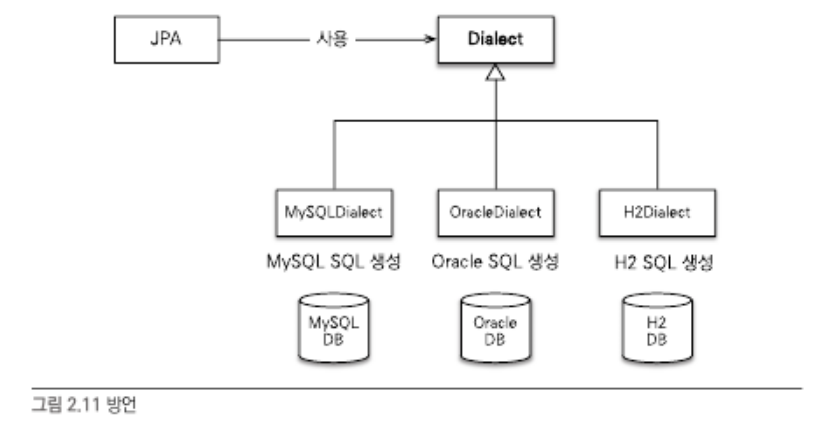 JPA
사용
Dialect
MySQLDialect
OracleDialect
H2Dialect
MySQL SQL 생성
Oracle SQL 생성
H2 SQL 생성
MySQL
DB
Oracle
DB
H2
DB
그림 2.11 방언